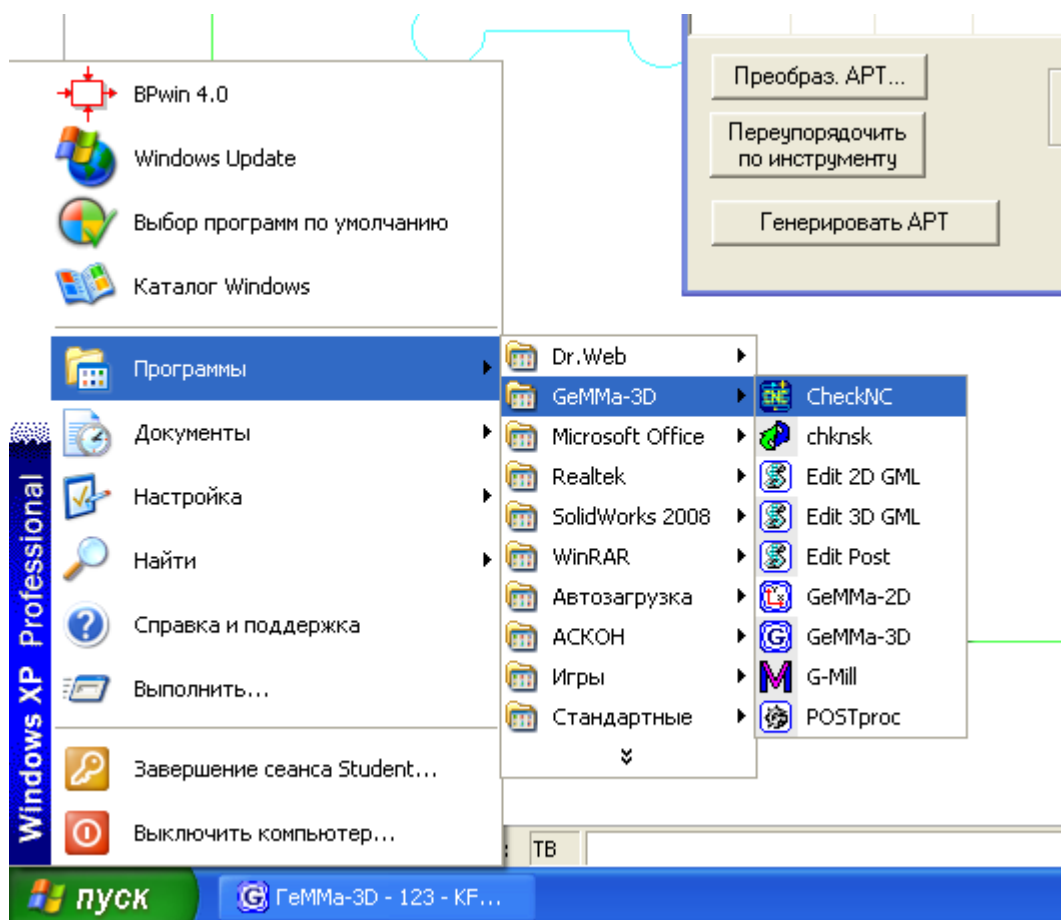 Преобраз. АРТ...
Переупорядочить
по инструменту
Генерировать АРТ
BPwin 4.0
Windows Update
Выбор программ по умолчанию
Каталог Windows
Программы
Документы
Настройка
Найти
Справка и поддержка
Выполнить...
Завершение сеанса Student...
Выключить компьютер...
Windows XP Professional
Dr.Web
GeMMa-3D
Microsoft Office
Realtek
SolidWorks 2008
WinRAR
Автозагрузка
АСКОН
Игры
Стандартные
CheckNC
chknsk
Edit 2D GML
Edit 3D GML
Edit Post
GeMMa-2D
GeMMa-3D
G-Mill
POSTproc
ТВ
пуск
ГеММа-3D - 123 - KF...